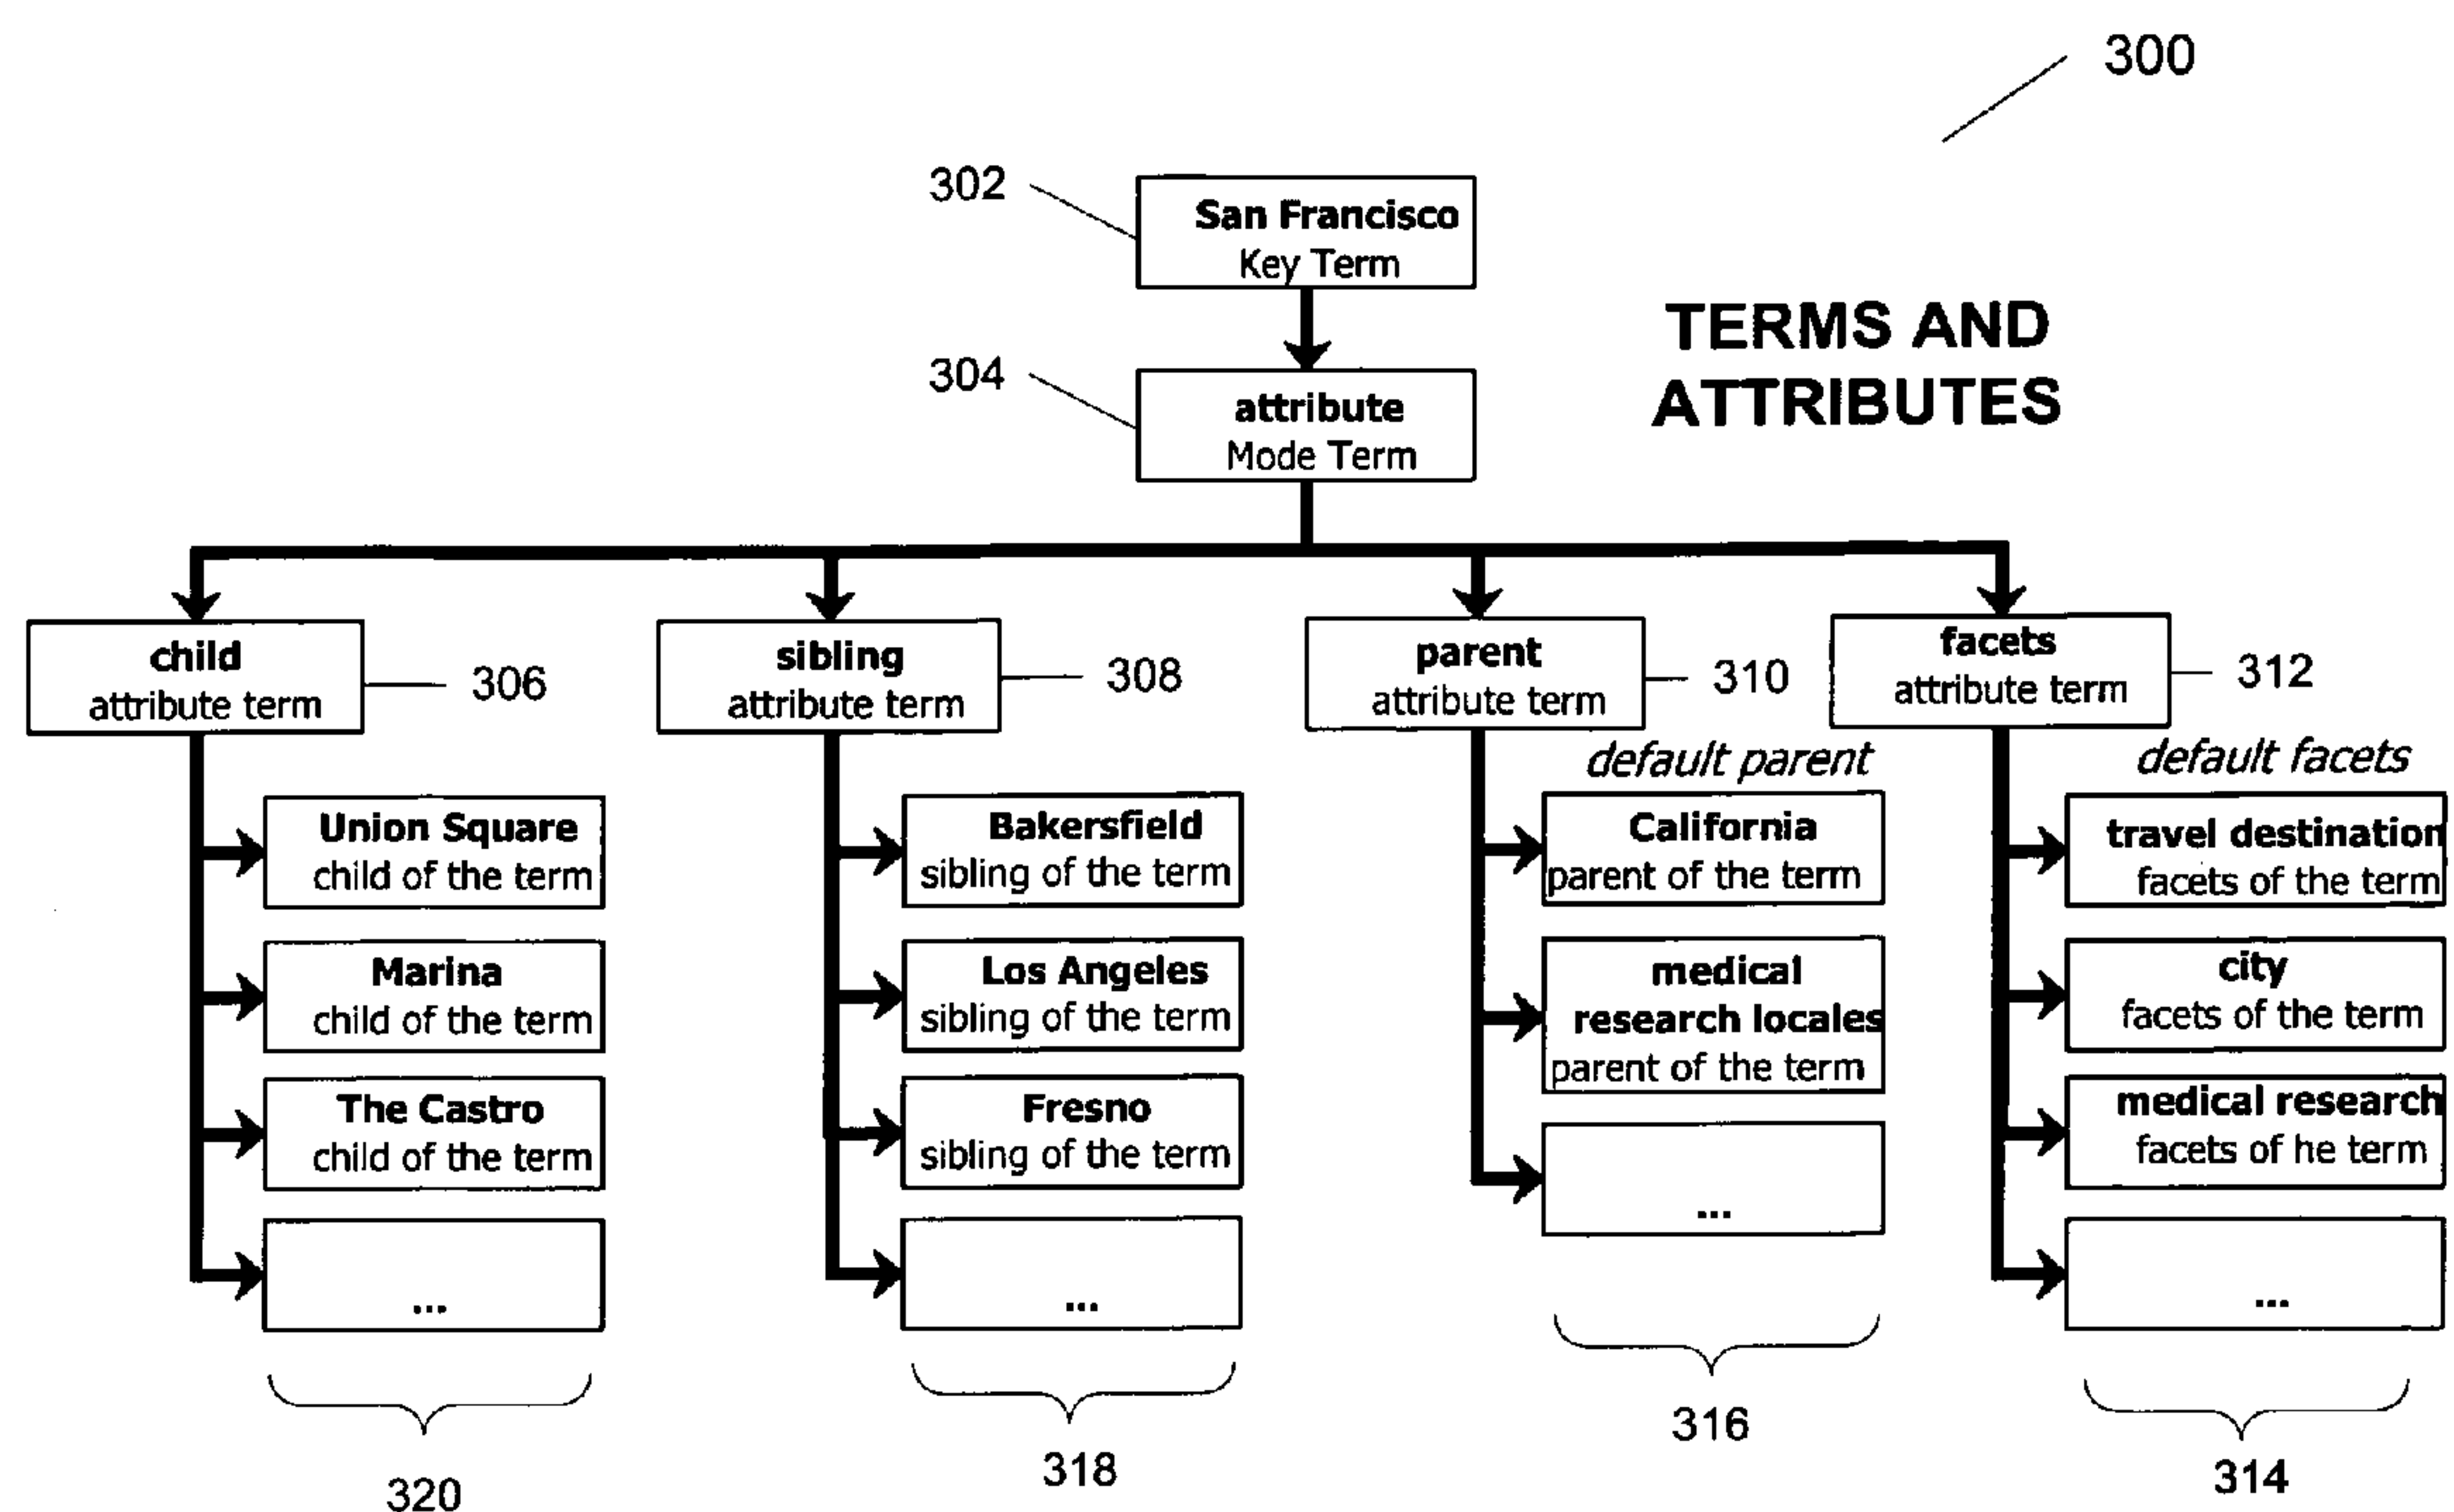 300
302
San Francisco
Key Term
TERMS AND
ATTRIBUTES
304
attribute
Mode Term
child
attribute term
306
sibling
attribute term
308
parent
attribute term
310
facets
attribute term
312
default parent
default facets
Union Square
child of the term
Marina
child of the term
The Castro
child of the term
...
320
Bakersfield
sibling of the term
Los Angeles
sibling of the term
Fresno
sibling of the term
...
318
California
parent of the term
medical
research locales
parent of the term
...
316
travel destination
facets of the term
city
facets of the term
medical research
facets of he term
...
314